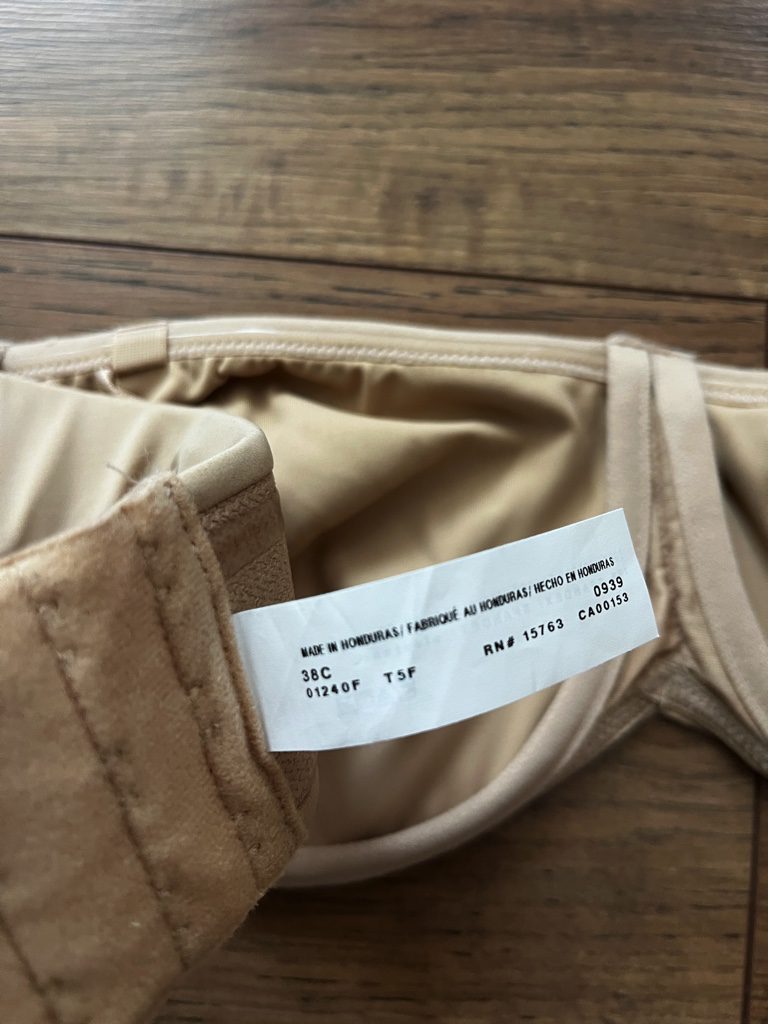 MADE IN HONDURAS/ FABRIQUÉ AU HONDURAS/ HECHO EN HONDURAS
38C 0939
01240F T5F RN# 15763 CA00153